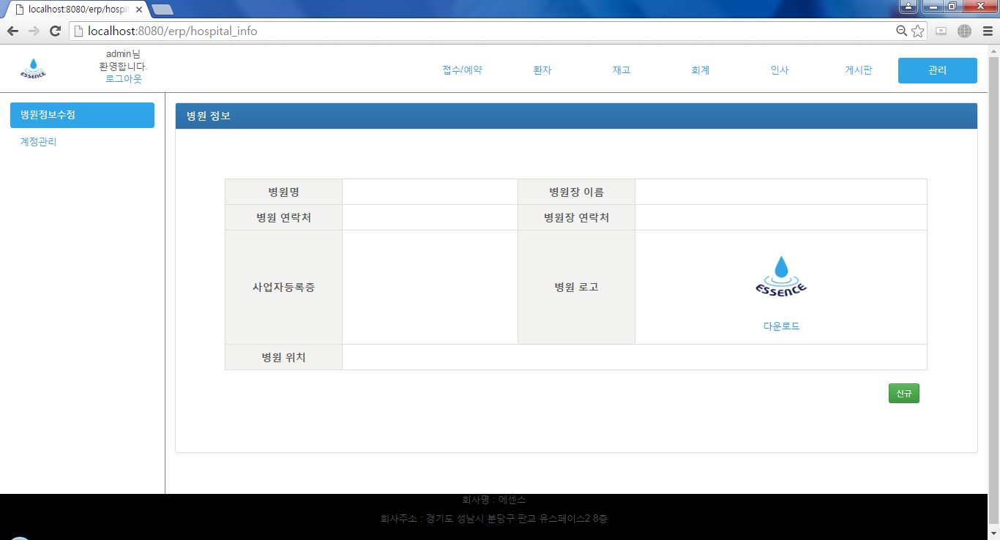 localhost:8080/erp/hospit
localhost:8080/erp/hospital_info
ESSENCE
admin님
환영합니다.
로그아웃
접수/예약 환자 재고 회계 인사 게시판 관리
병원정보수정
계정관리
병원 정보
병원명 병원장 이름
병원 연락처 병원장 연락처
사업자등록증 병원 로고
ESSENCE
다운로드
병원 위치
신규
회사명 : 에센스
회사주소 : 경기도 성남시 분당구 판교 유스페이스2 8층